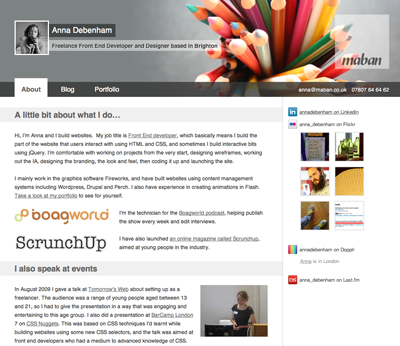 Anna Debenham
Freelance Front End Developer and Designer based in Brighton
maban
About
Blog
Portfolio
anna@maban.co.uk 07807 64 64 62
A little bit about what I do...
Hi, I'm Anna and I build websites. My job title is Front End developer, which basically means I build the
part of the website that users interact with using HTML and CSS, and sometimes I build interactive bits
using jQuery. I'm comfortable with working on projects from the very start, designing wireframes, working
out the IA, designing the branding, the look and feel, then coding it up and launching the site.
I mainly work in the graphics software Fireworks, and have built websites using content management
systems including Wordpress, Drupal and Perch. I also have experience in creating animations in Flash.
Take a look at my portfolio to see for yourself.
boagworld
I'm the technician for the Boagworld podcast, helping publish
the show every week and edit interviews.
ScrunchUp
I have also launched an online magazine called Scrunchup,
aimed at young people in the industry.
I also speak at events
In August 2009 I gave a talk at Tomorrow's Web about setting up as a
freelancer. The audience was a range of young people aged between 13
and 21, so I had to give the presentation in a way that was engaging and
entertaining to this age group. I also did a presentation at BarCamp London
7 on CSS Nuggets. This was based on CSS techniques I'd learnt while
building websites using some new CSS selectors, and the talk was aimed at
front end developers who had a medium to advanced knowledge of CSS.
in annadebenham on LinkedIn
anna_debenham on Flickr
annadebenham on Dopplr
Anna is in London
anna_debenham on Last.fm